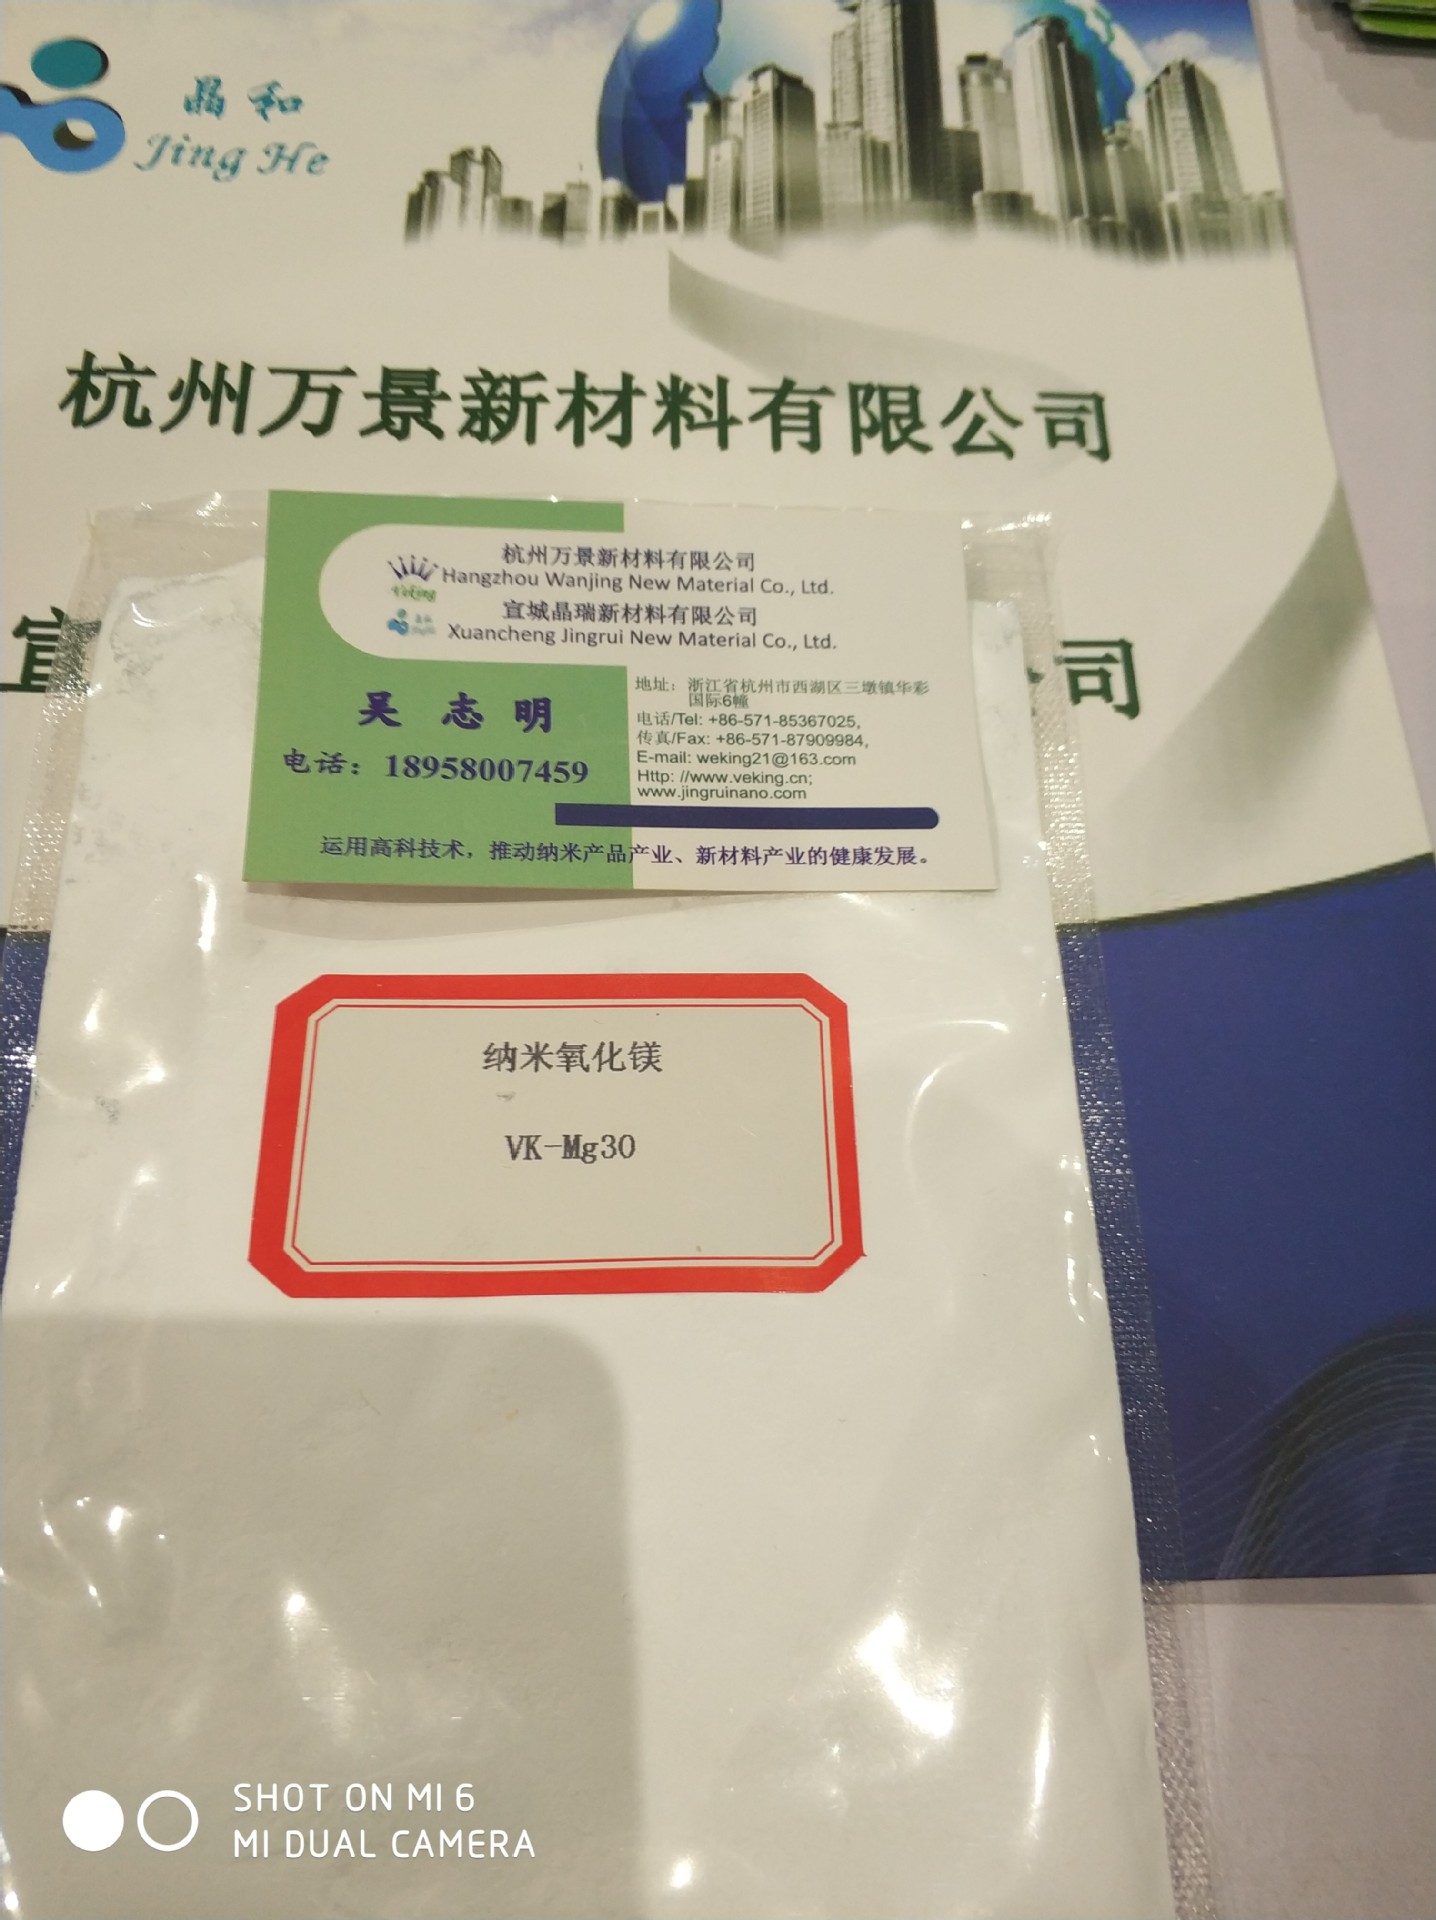 晶和
Jing He
杭州万景新材料有限公司
宣
公司
杭州万景新材料有限公司
Veking
Hangzhou Wanjing New Material Co., Ltd.
宣城晶瑞新材料有限公司
Xuancheng Jingrui New Material Co., Ltd.
吴志明
电话：18958007459
地址：浙江省杭州市西湖区三墩镇华彩
国际6幢
电话/Tel: +86-571-85367025,
传真/Fax: +86-571-87909984,
E-mail: weking21@163.com
Http: //www.veking.cn;
www.jingruinano.com
运用高科技术，推动纳米产品产业、新材料产业的健康发展。
纳米氧化镁
VK-Mg30
SHOT ON MI 6
MI DUAL CAMERA